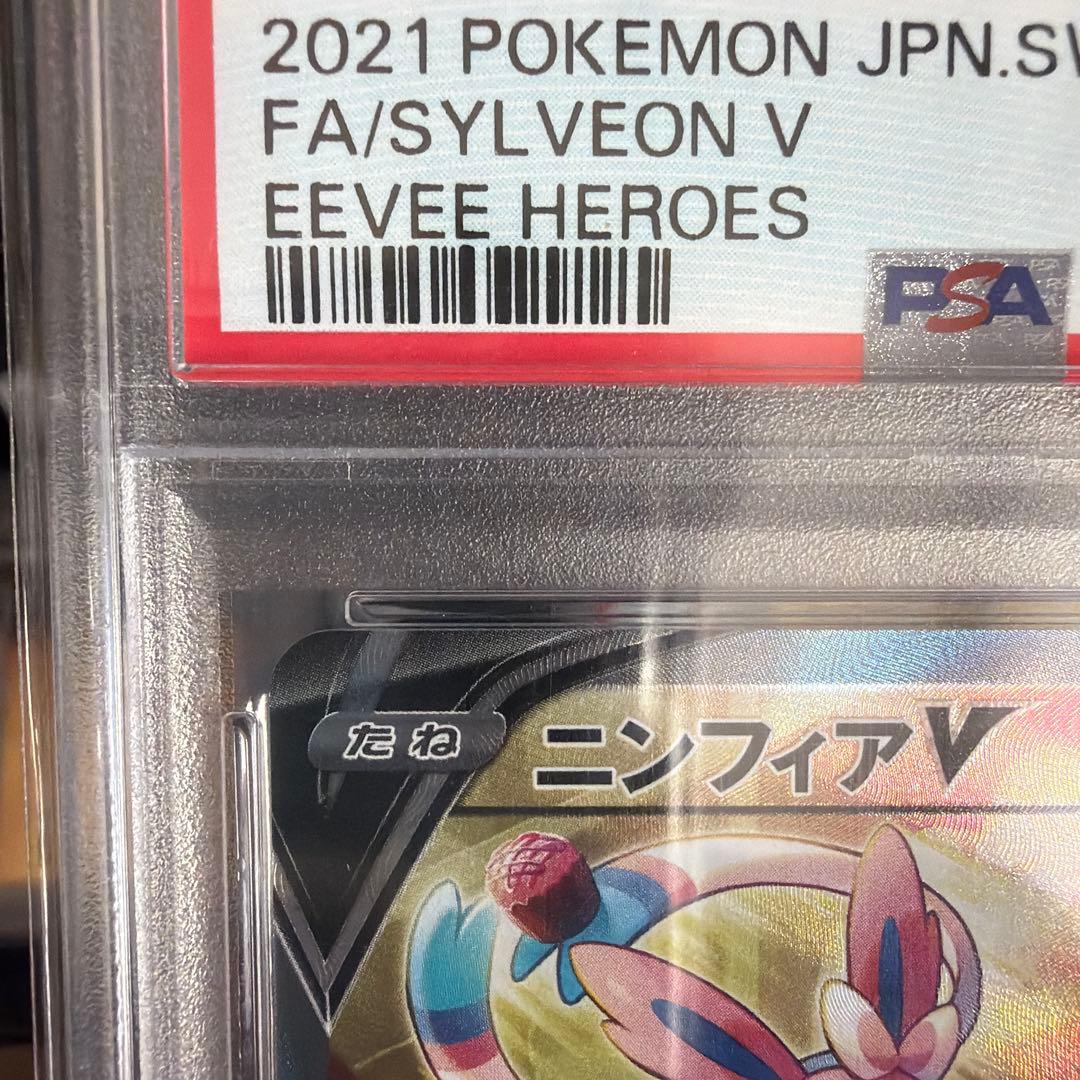 2021 POKEMON JPN.SW
FA/SYLVEON V
EEVEE HEROES
PSA
たね
ニンフィアV